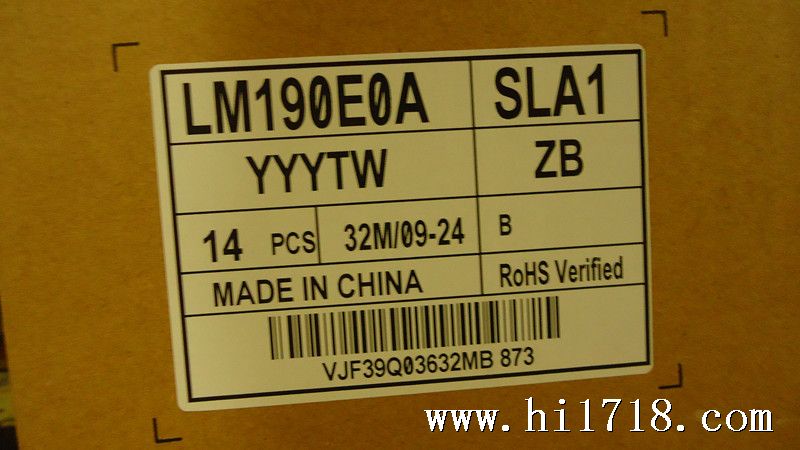 LM190E0A SLA1
YYYTW ZB
14 PCS 32M/09-24 B
MADE IN CHINA RoHS Verified
VJF39Q03632MB 873
www.hi1718.com